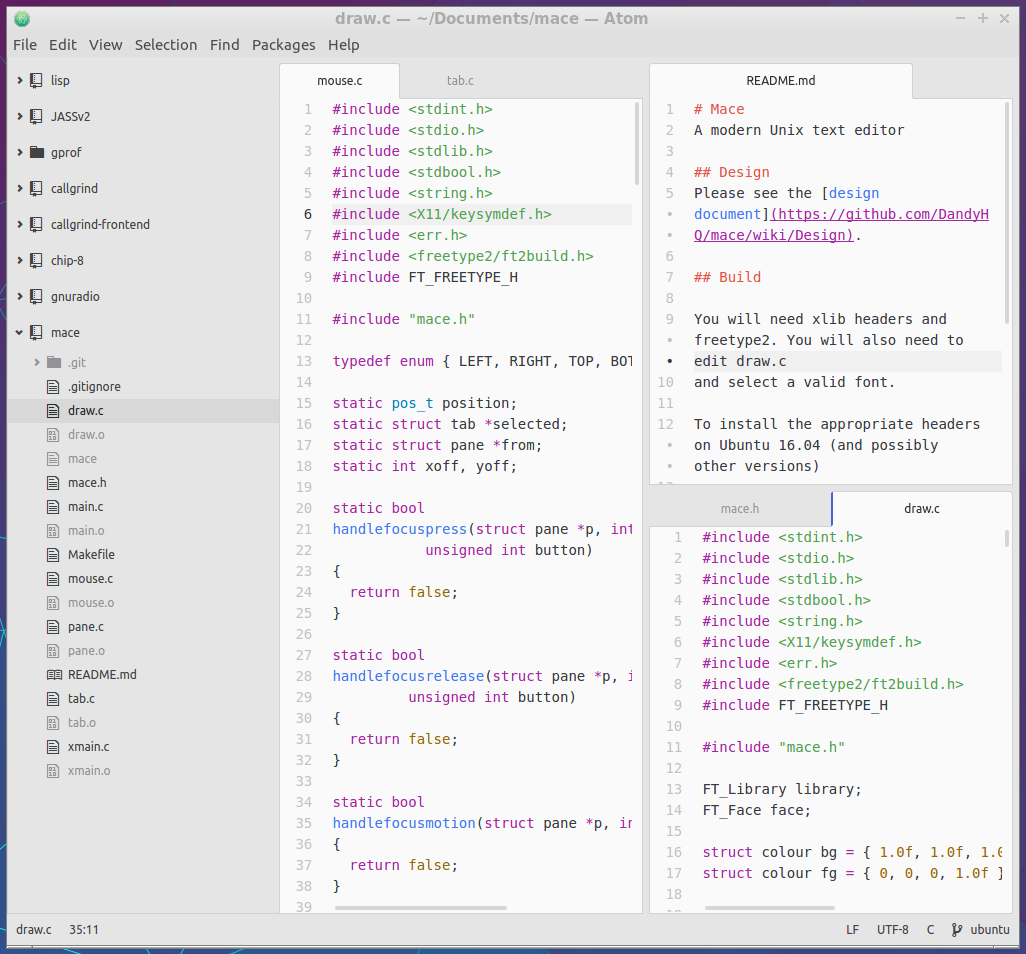 draw.c — ~/Documents/mace — Atom
File Edit View Selection Find Packages Help
lisp
JASSv2
gprof
callgrind
callgrind-frontend
chip-8
gnuradio
mace
.git
.gitignore
draw.c
draw.o
mace
mace.h
main.c
main.o
Makefile
mouse.c
mouse.o
pane.c
pane.o
README.md
tab.c
tab.o
xmain.c
xmain.o
mouse.c tab.c
1 #include <stdint.h>
2 #include <stdio.h>
3 #include <stdlib.h>
4 #include <stdbool.h>
5 #include <string.h>
6 #include <X11/keysymdef.h>
7 #include <err.h>
8 #include <freetype2/ft2build.h>
9 #include FT_FREETYPE_H
10
11 #include "mace.h"
12
13 typedef enum { LEFT, RIGHT, TOP, BOT
14
15 static pos_t position;
16 static struct tab *selected;
17 static struct pane *from;
18 static int xoff, yoff;
19
20 static bool
21 handlefocuspress(struct pane *p, int
22 unsigned int button)
23 {
24 return false;
25 }
26
27 static bool
28 handlefocusrelease(struct pane *p, i
29 unsigned int button)
30 {
31 return false;
32 }
33
34 static bool
35 handlefocusmotion(struct pane *p, in
36 {
37 return false;
38 }
39
README.md
1 # Mace
2 A modern Unix text editor
3
4 ## Design
5 Please see the [design
• document](https://github.com/DandyH
• Q/mace/wiki/Design).
6
7 ## Build
8
9 You will need xlib headers and
• freetype2. You will also need to
• edit draw.c
10 and select a valid font.
11
12 To install the appropriate headers
• on Ubuntu 16.04 (and possibly
• other versions)
mace.h draw.c
1 #include <stdint.h>
2 #include <stdio.h>
3 #include <stdlib.h>
4 #include <stdbool.h>
5 #include <string.h>
6 #include <X11/keysymdef.h>
7 #include <err.h>
8 #include <freetype2/ft2build.h>
9 #include FT_FREETYPE_H
10
11 #include "mace.h"
12
13 FT_Library library;
14 FT_Face face;
15
16 struct colour bg = { 1.0f, 1.0f, 1.0
17 struct colour fg = { 0, 0, 0, 1.0f }
18
draw.c 35:11 LF UTF-8 C ubuntu